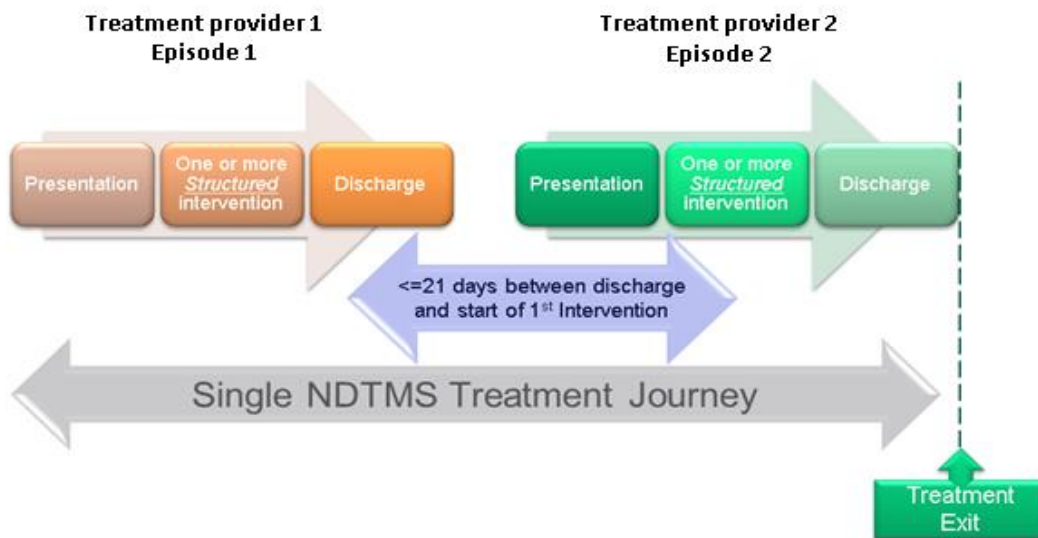 Treatment provider 1
Episode 1
Treatment provider 2
Episode 2
Presentation
One or more
Structured
intervention
Discharge
Presentation
One or more
Structured
intervention
Discharge
<=21 days between discharge
and start of 1st Intervention
Single NDTMS Treatment Journey
Treatment
Exit